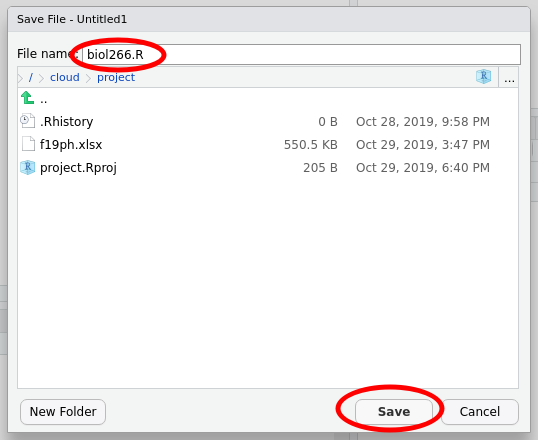 Save File - Untitled1
File name: biol266.R
/ cloud project ...
..
.Rhistory 0 B Oct 28, 2019, 9:58 PM
f19ph.xlsx 550.5 KB Oct 29, 2019, 3:47 PM
project.Rproj 205 B Oct 29, 2019, 6:40 PM
New Folder Save Cancel